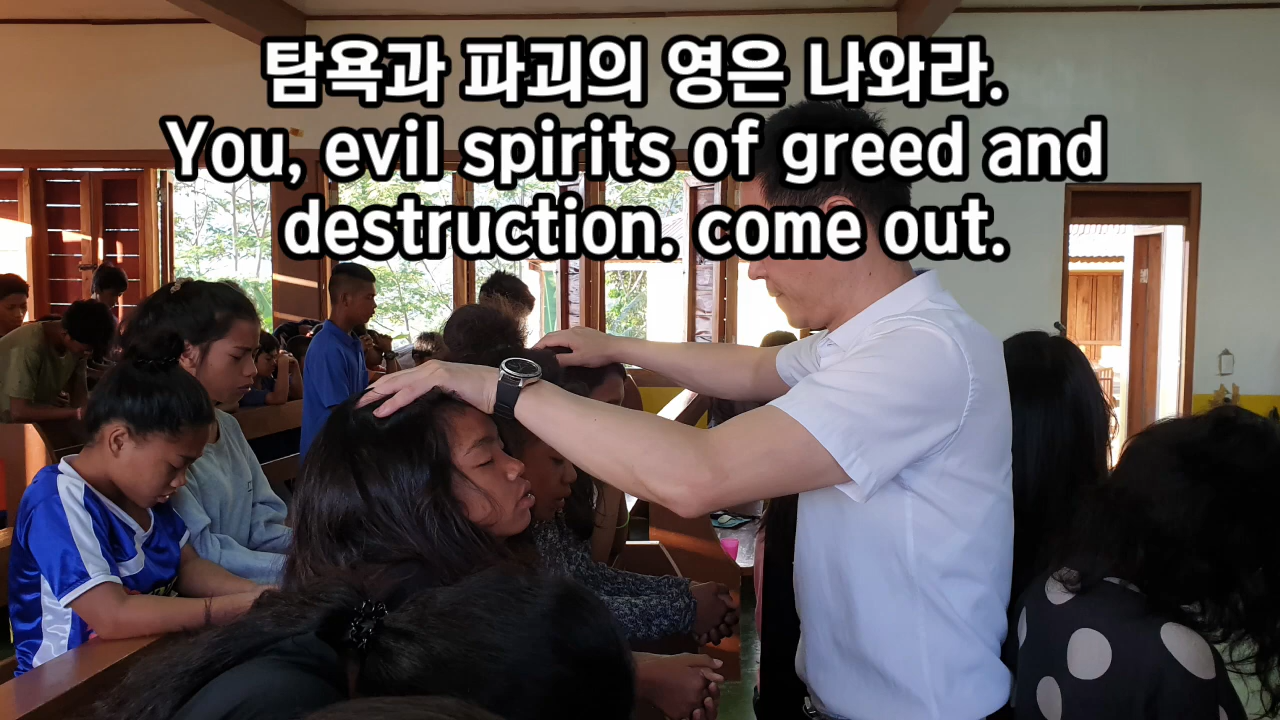 탐욕과 파괴의 영은 나와라.
You, evil spirits of greed and
destruction. come out.